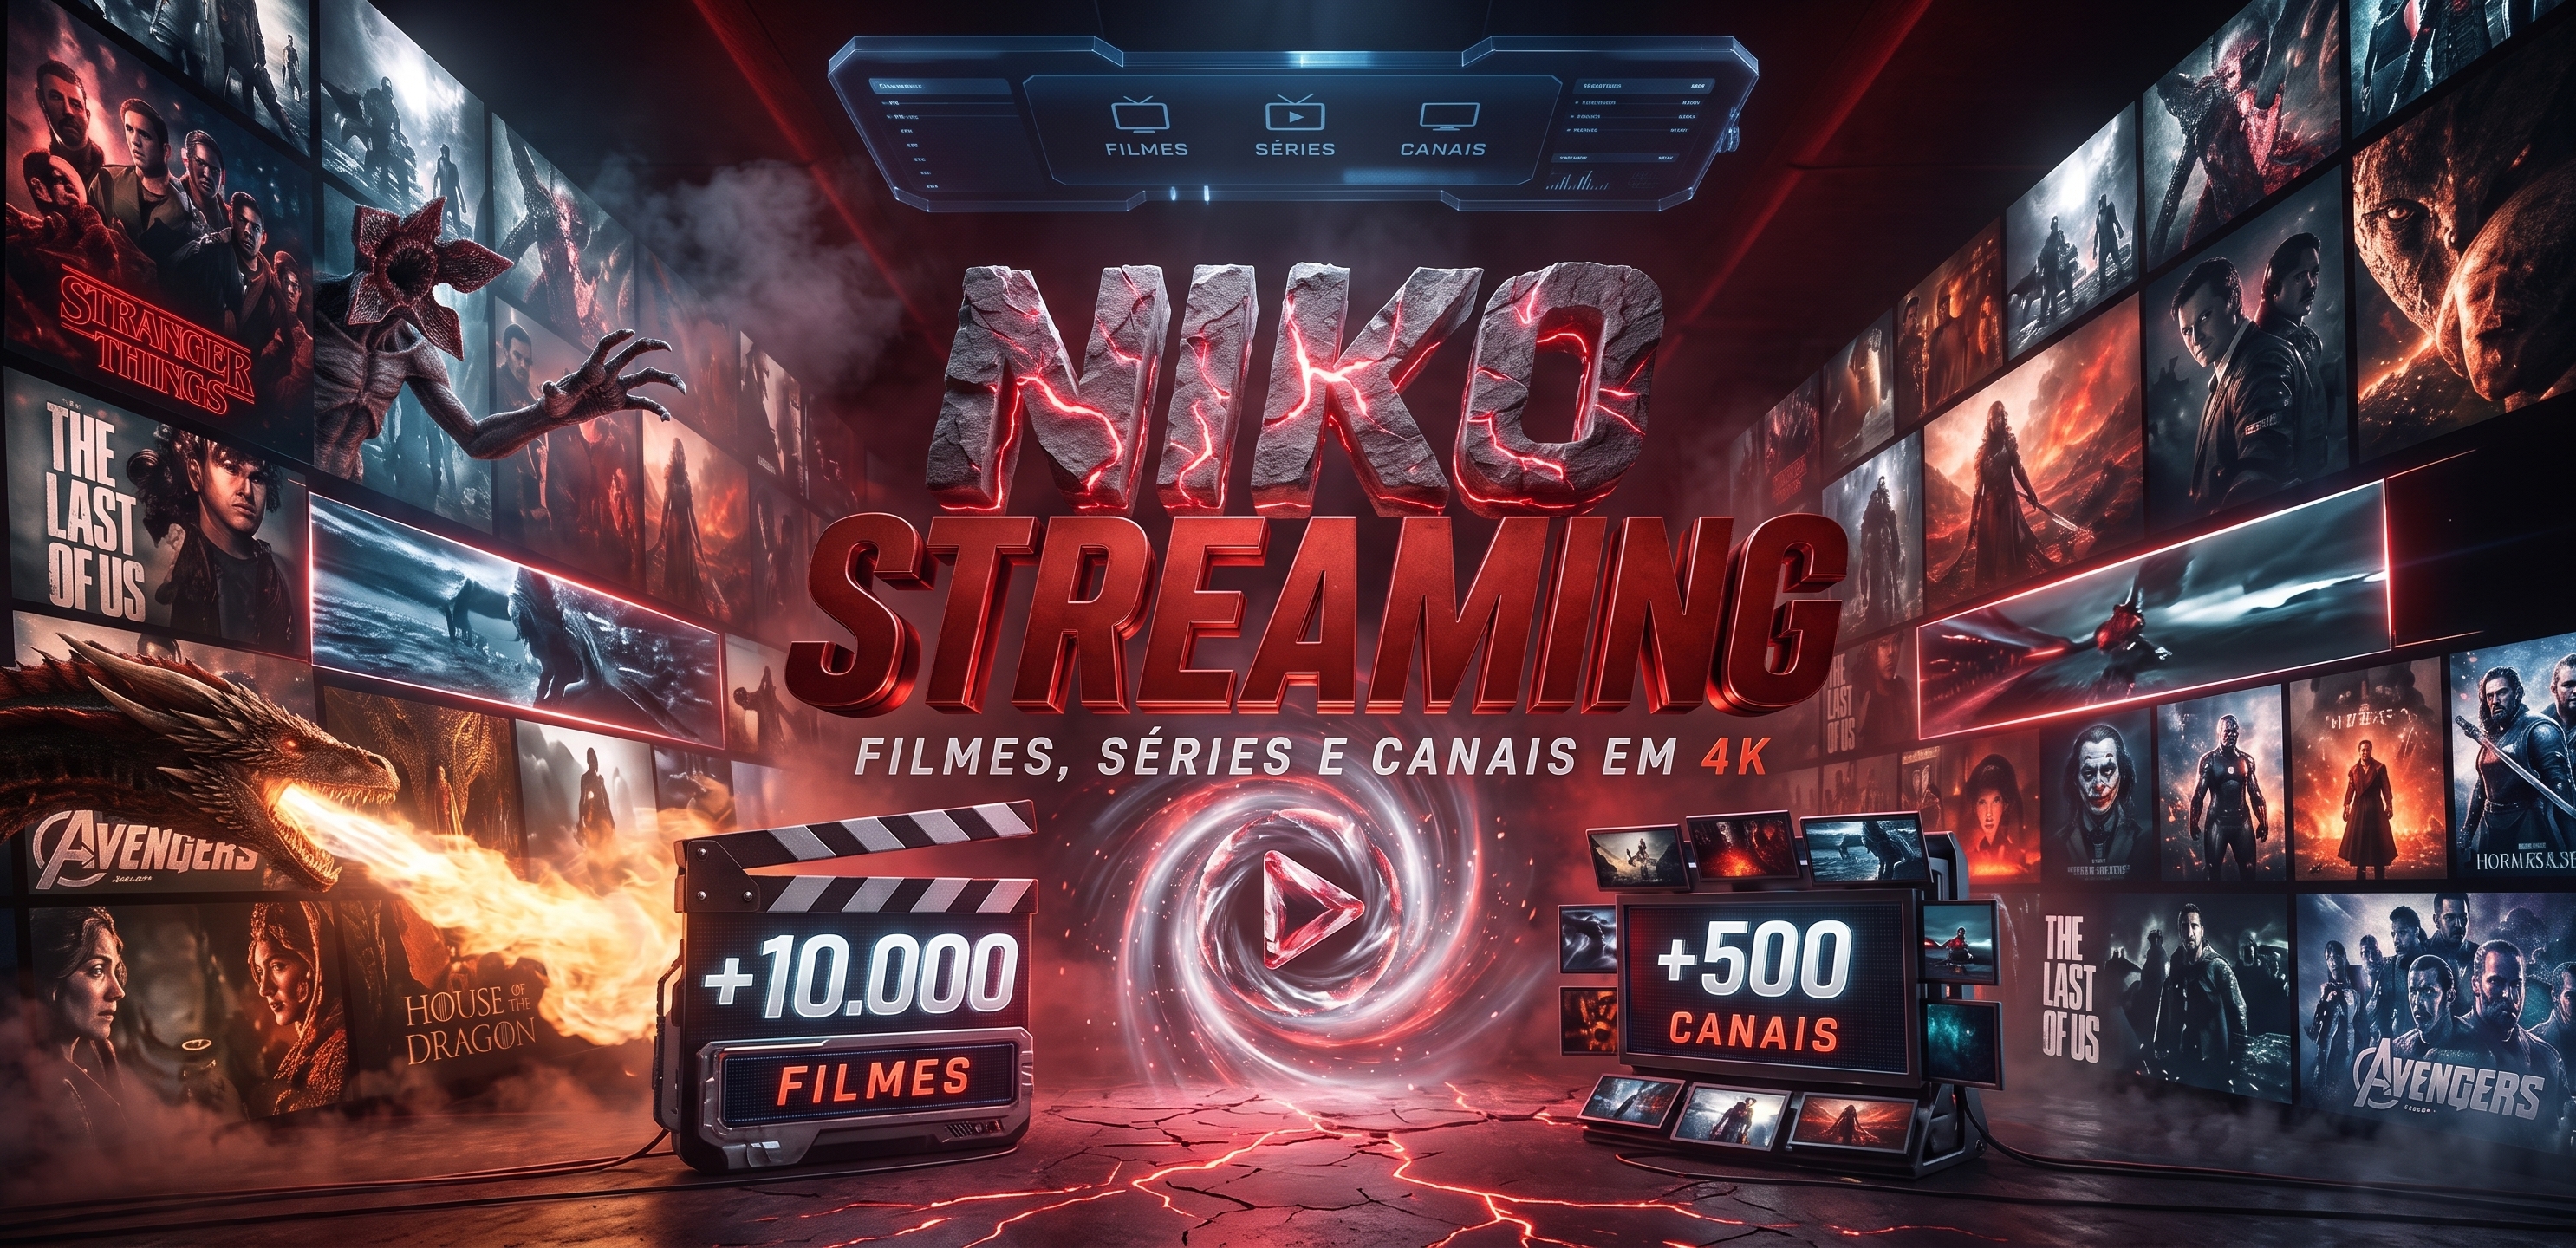 FILMES
SÉRIES
CANAIS
NIKO
STREAMING
FILMES, SÉRIES E CANAIS EM 4K
STRANGER
THINGS
THE
LAST
OF US
AVENGERS
HOUSE OF THE
DRAGON
+10.000
FILMES
+500
CANAIS
THE
LAST
OF US
THE
LAST
OF US
AVENGERS